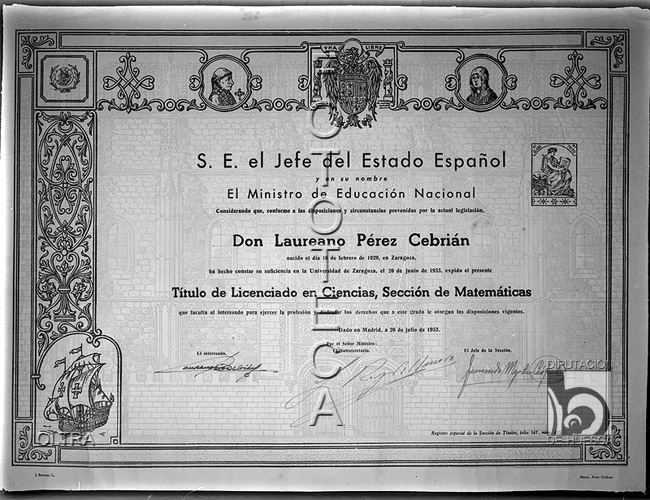 UNA LIBRE
S. E. el Jefe del Estado Español
y en su nombre
El Ministro de Educación Nacional
Considerando que, conforme a las disposiciones y circunstancias prevenidas por la actual legislación,
Don Laureano Pérez Cebrián
nacido el día 18 de febrero de 1929, en Zaragoza,
ha hecho constar su suficiencia en la Universidad de Zaragoza, el 20 de junio de 1953, expido el presente
Título de Licenciado en Ciencias, Sección de Matemáticas
que faculta al interesado para ejercer la profesión y disfrutar los derechos que a este grado le otorgan las disposiciones vigentes.
Dado en Madrid, a 20 de julio de 1953.
Por el Señor Ministro:
El interesado,
El Subsecretario,
El Jefe de la Sección,
PLVS
OLTRA
Registro especial de la Sección de Títulos, folio 147,
FOTOTECA
DIPUTACION
DE HUESCA